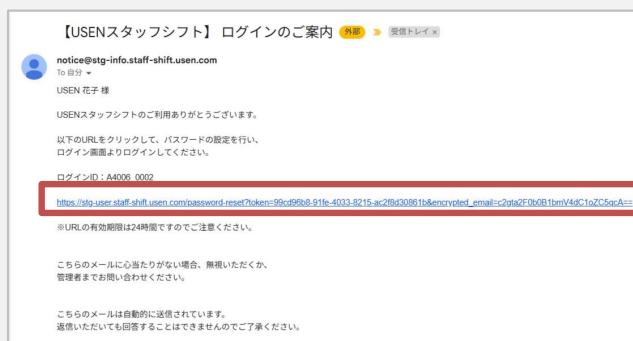 【USENスタッフシフト】 ログインのご案内 外部 受信トレイ ×
notice@stg-info.staff-shift.usen.com
To 自分
USEN 花子 様
USENスタッフシフトのご利用ありがとうございます。
以下のURLをクリックして、パスワードの設定を行い、
ログイン画面よりログインしてください。
ログインID：A4006_0002
https://stg-user.staff-shift.usen.com/password-reset?token=99cd96b8-91fe-4033-8215-ac2f8d30861b&encrypted_email=c2gta2F0b0B1bmV4dC1oZC5qcA==
※URLの有効期限は24時間ですのでご注意ください。
こちらのメールに心当たりがない場合、無視いただくか、
管理者までお問い合わせください。
こちらのメールは自動的に送信されています。
返信いただいても回答することはできませんのでご了承ください。